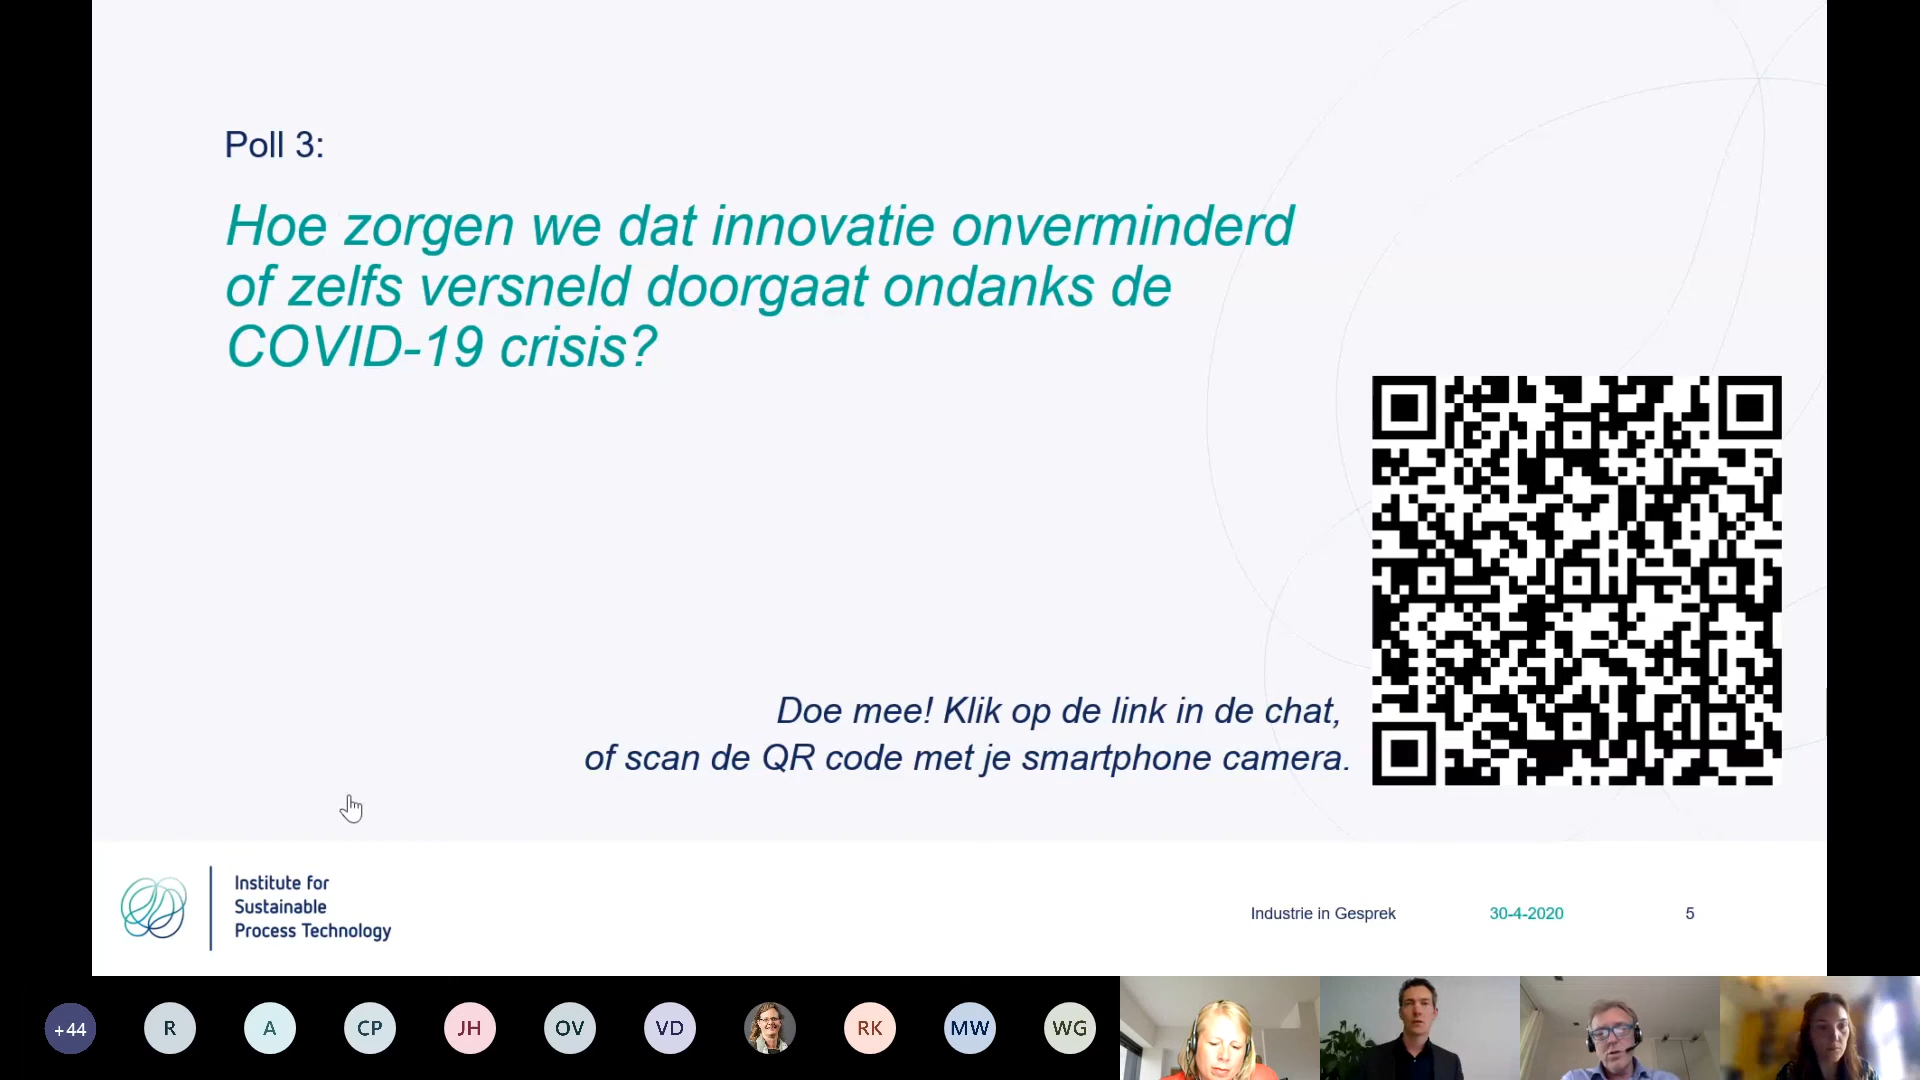 Poll 3:
Hoe zorgen we dat innovatie onverminderd
of zelfs versneld doorgaat ondanks de
COVID-19 crisis?
Doe mee! Klik op de link in de chat,
of scan de QR code met je smartphone camera.
Institute for
Sustainable
Process Technology
Industrie in Gesprek
30-4-2020
5
+44
R
A
CP
JH
OV
VD
RK
MW
WG